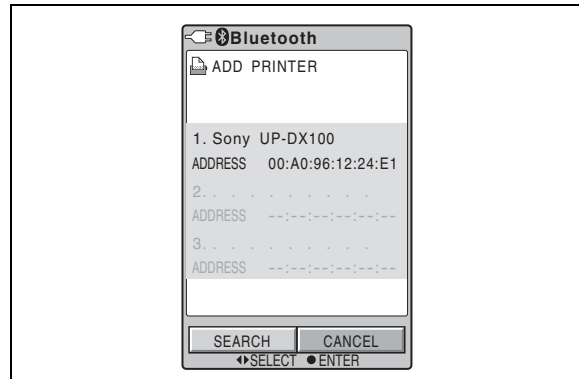 Bluetooth
ADD PRINTER
1. Sony UP-DX100
ADDRESS 00:A0:96:12:24:E1
2. . . . . . . . . .
ADDRESS --:--:--:--:--:--
3. . . . . . . . . .
ADDRESS --:--:--:--:--:--
SEARCH CANCEL
SELECT ENTER